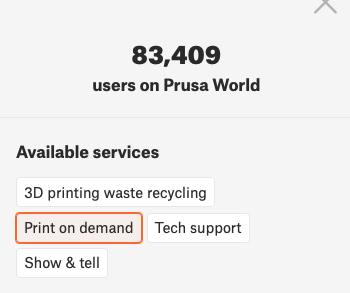 83,409
users on Prusa World
Available services
3D printing waste recycling
Print on demand
Tech support
Show & tell